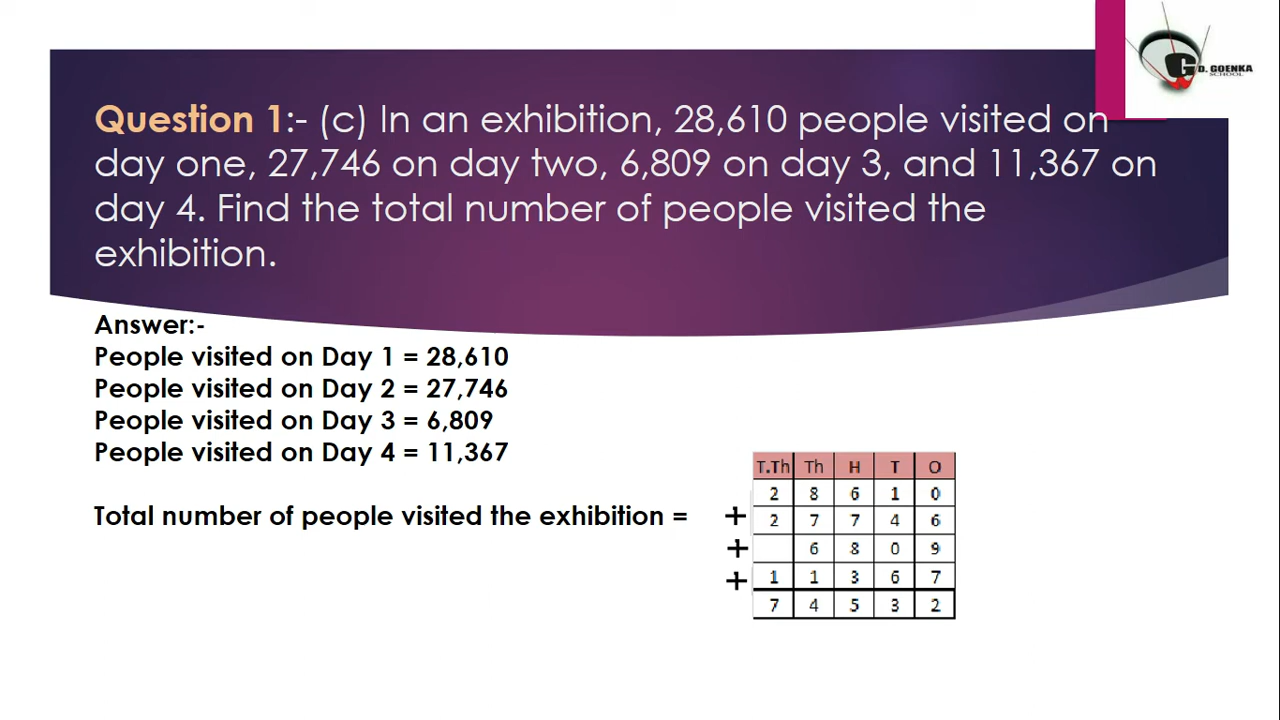 G D. GOENKA
SCHOOL
Question 1:- (c) In an exhibition, 28,610 people visited on
day one, 27,746 on day two, 6,809 on day 3, and 11,367 on
day 4. Find the total number of people visited the
exhibition.
Answer:-
People visited on Day 1 = 28,610
People visited on Day 2 = 27,746
People visited on Day 3 = 6,809
People visited on Day 4 = 11,367
Total number of people visited the exhibition =
T.Th Th H T O
2 8 6 1 0
+ 2 7 7 4 6
+ 6 8 0 9
+ 1 1 3 6 7
7 4 5 3 2